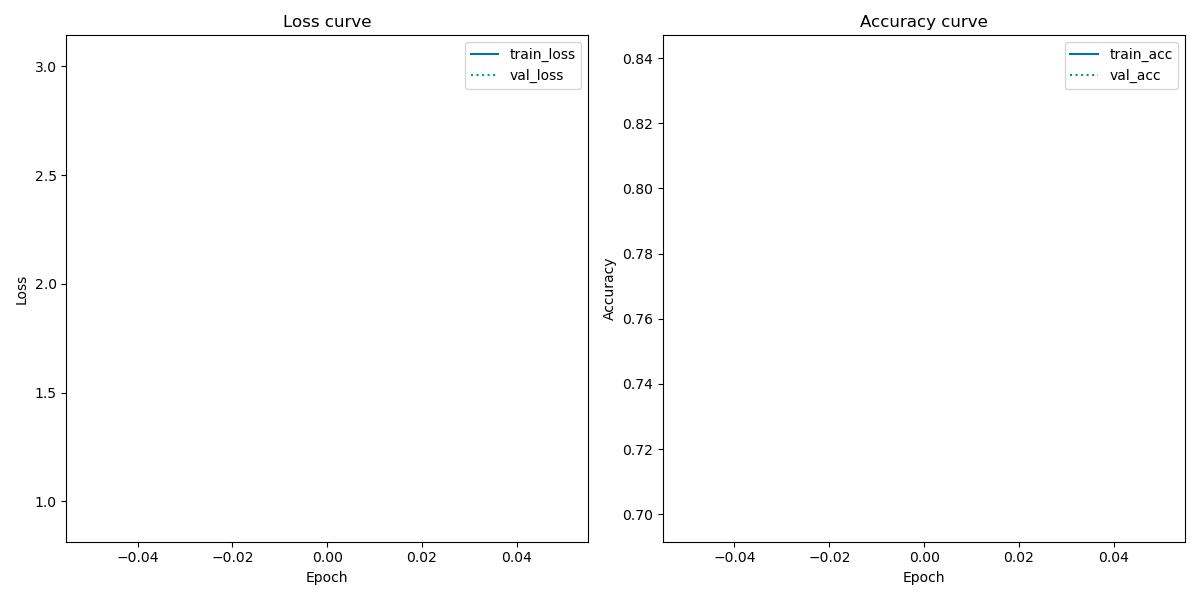 Loss curve
train_loss
val_loss
3.0
2.5
2.0
1.5
1.0
Loss
−0.04
−0.02
0.00
0.02
0.04
Epoch
Accuracy curve
train_acc
val_acc
0.84
0.82
0.80
0.78
0.76
0.74
0.72
0.70
Accuracy
−0.04
−0.02
0.00
0.02
0.04
Epoch